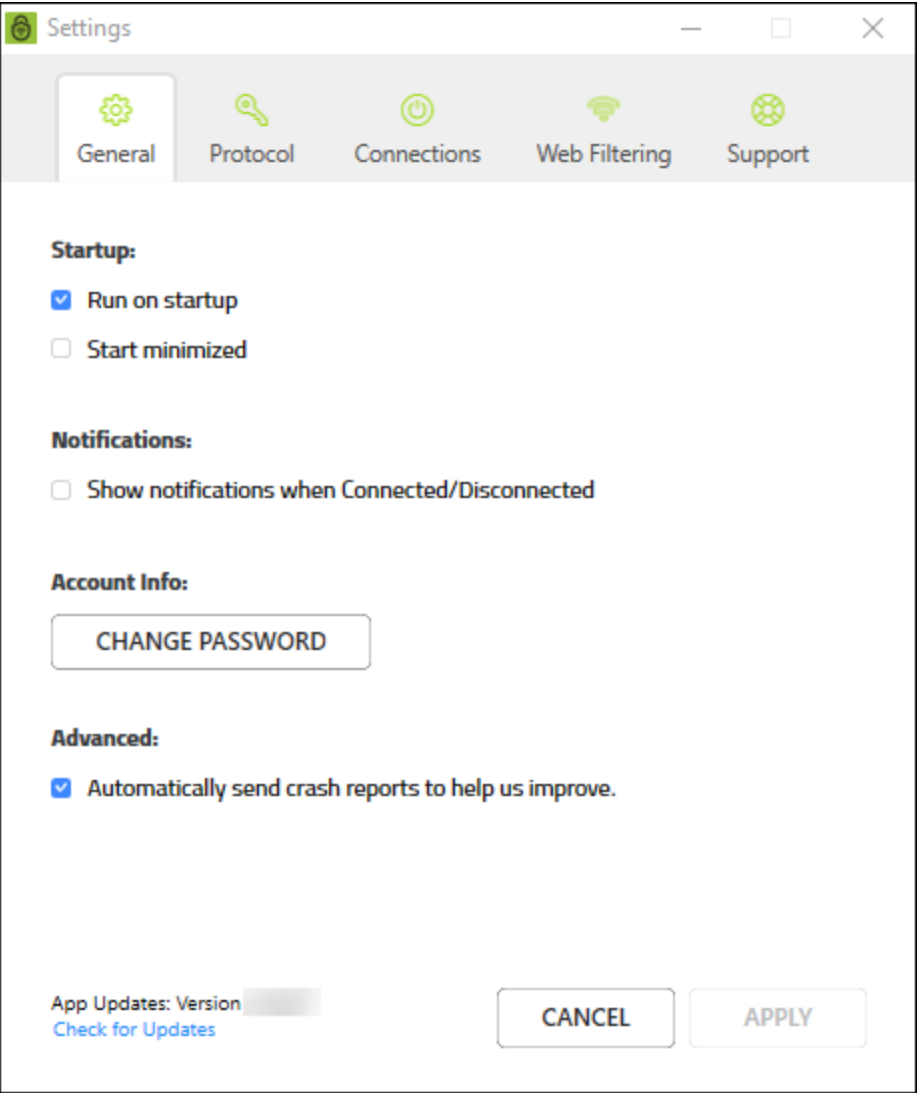 Settings
General Protocol Connections Web Filtering Support
Startup:
Run on startup
Start minimized
Notifications:
Show notifications when Connected/Disconnected
Account Info:
CHANGE PASSWORD
Advanced:
Automatically send crash reports to help us improve.
App Updates: Version
Check for Updates
CANCEL APPLY